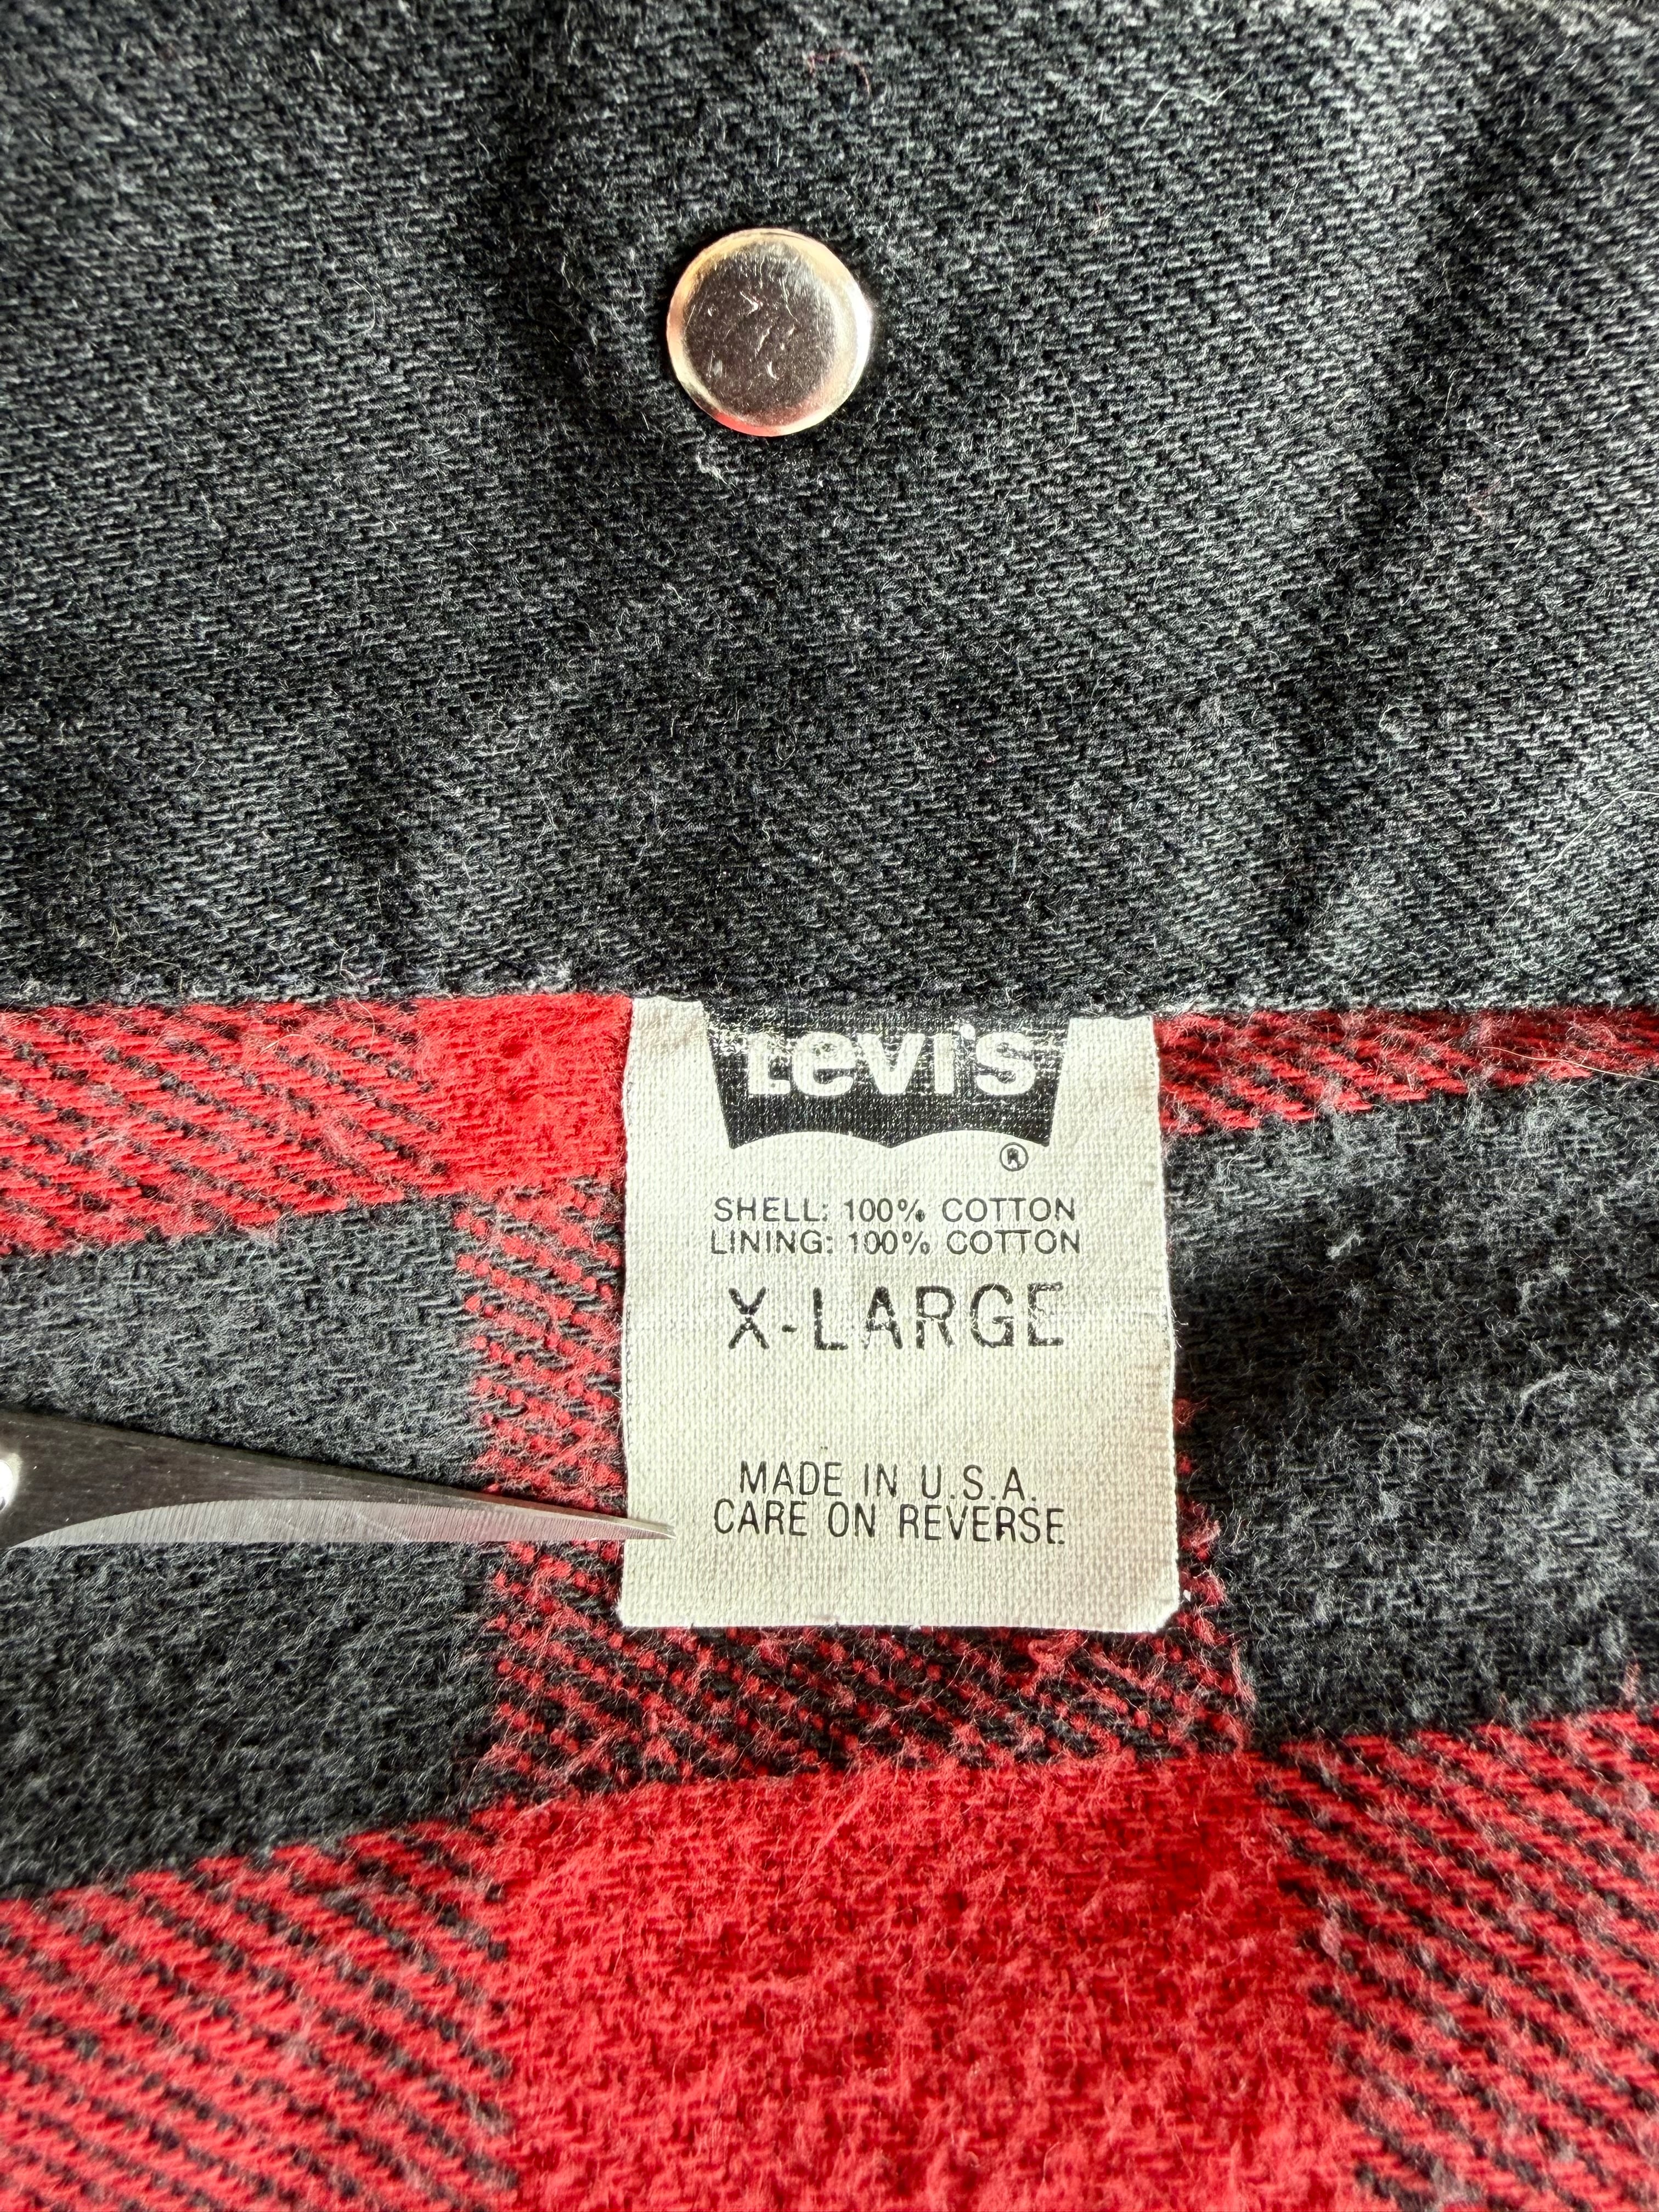 Levi's
®
SHELL: 100% COTTON
LINING: 100% COTTON
X-LARGE
MADE IN U.S.A.
CARE ON REVERSE